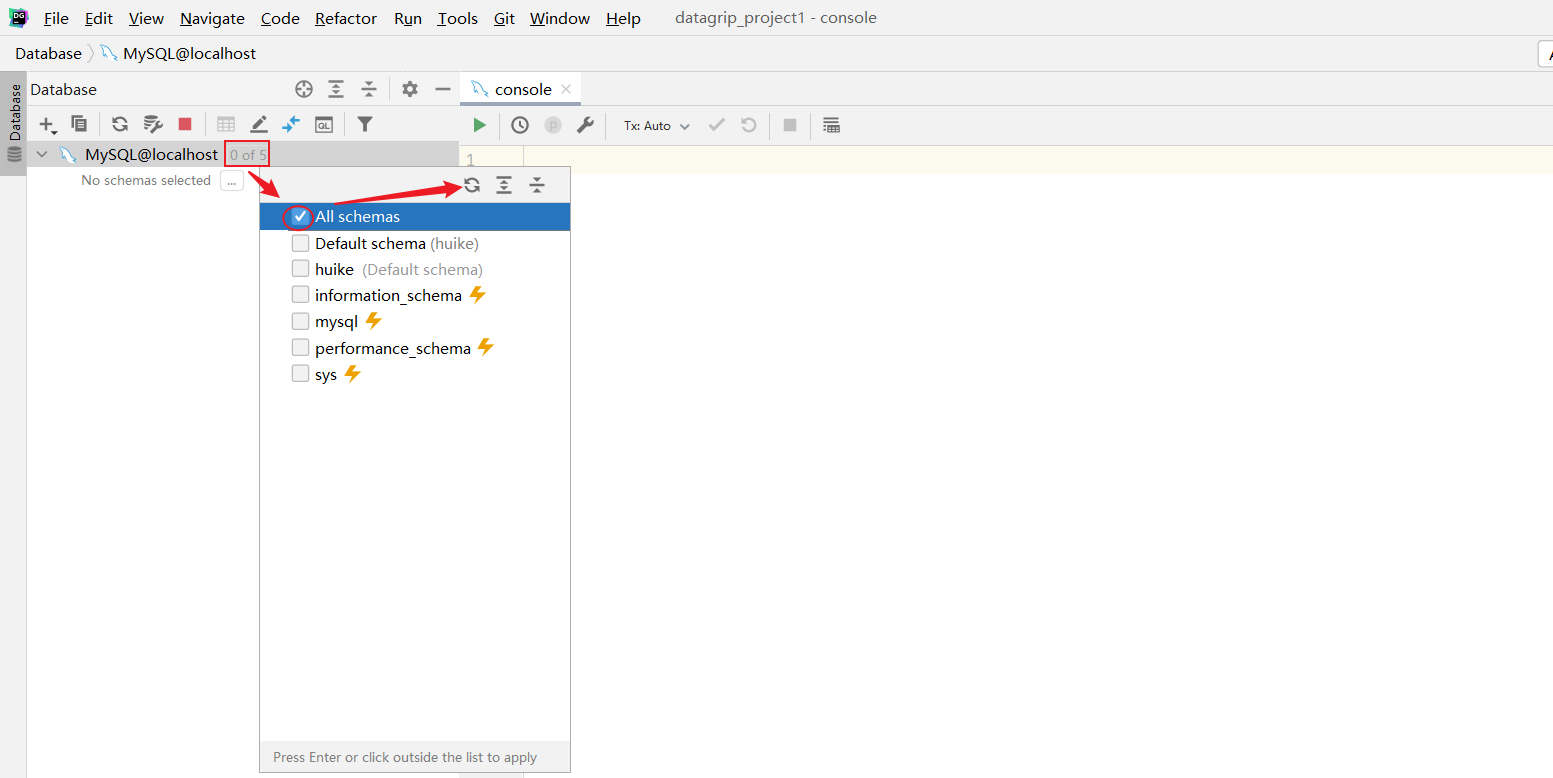 DG
File Edit View Navigate Code Refactor Run Tools Git Window Help datagrip_project1 - console
Database MySQL@localhost
Database
Database
console
QL
p
Tx: Auto
MySQL@localhost 0 of 5
1
No schemas selected ...
All schemas
Default schema (huike)
huike (Default schema)
information_schema
mysql
performance_schema
sys
Press Enter or click outside the list to apply